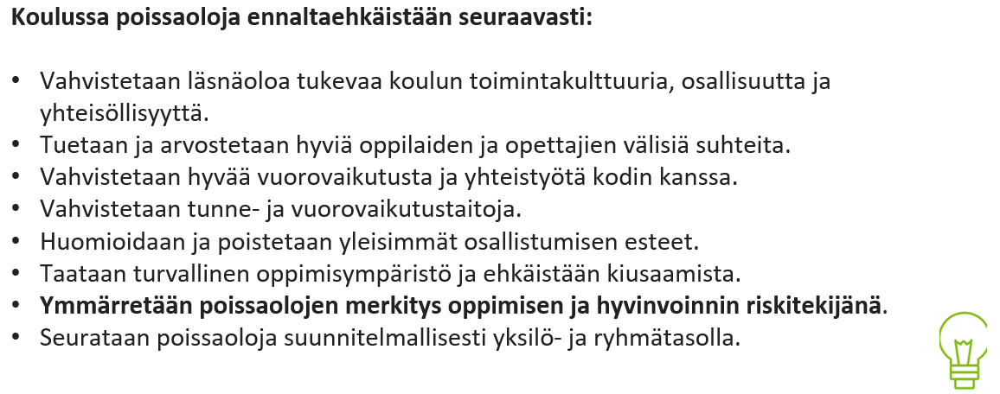 Koulussa poissaoloja ennaltaehkäistään seuraavasti:
• Vahvistetaan läsnäoloa tukevaa koulun toimintakulttuuria, osallisuutta ja
yhteisöllisyyttä.
• Tuetaan ja arvostetaan hyviä oppilaiden ja opettajien välisiä suhteita.
• Vahvistetaan hyvää vuorovaikutusta ja yhteistyötä kodin kanssa.
• Vahvistetaan tunne- ja vuorovaikutustaitoja.
• Huomioidaan ja poistetaan yleisimmät osallistumisen esteet.
• Taataan turvallinen oppimisympäristö ja ehkäistään kiusaamista.
• Ymmärretään poissaolojen merkitys oppimisen ja hyvinvoinnin riskitekijänä.
• Seurataan poissaoloja suunnitelmallisesti yksilö- ja ryhmätasolla.